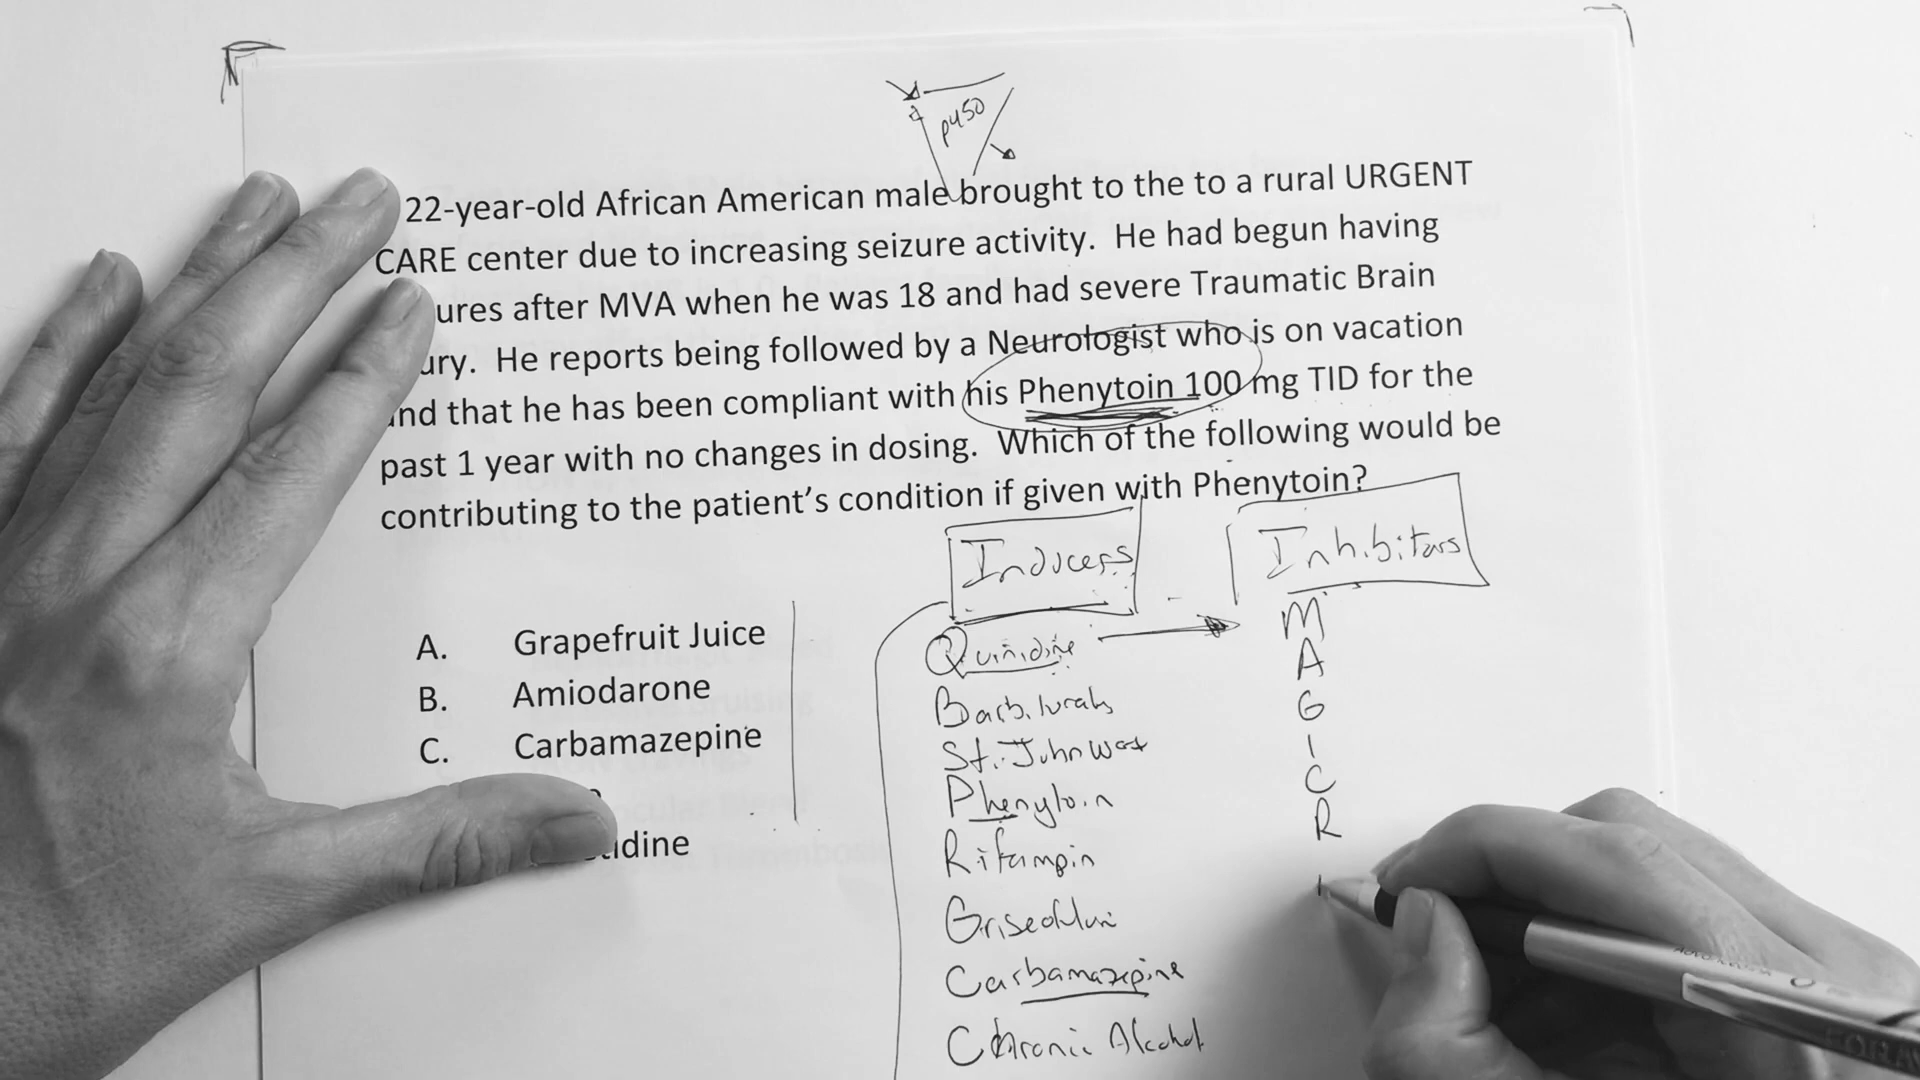 p450
22-year-old African American male brought to the to a rural URGENT
CARE center due to increasing seizure activity. He had begun having
ures after MVA when he was 18 and had severe Traumatic Brain
ury. He reports being followed by a Neurologist who is on vacation
and that he has been compliant with his Phenytoin 100 mg TID for the
past 1 year with no changes in dosing. Which of the following would be
contributing to the patient's condition if given with Phenytoin?
A. Grapefruit Juice
B. Amiodarone
C. Carbamazepine
idine
Inducers
Quinidine
Barbiturates
St. John Wort
Phenytoin
Rifampin
Griseofulvin
Carbamazepine
Chronic Alcohol
Inhibitors
M
A
G
I
C
R
I